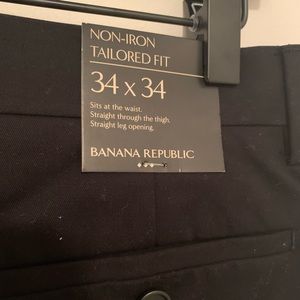 NON-IRON
TAILORED FIT
34 x 34
Sits at the waist.
Straight through the thigh.
Straight leg opening.
BANANA REPUBLIC